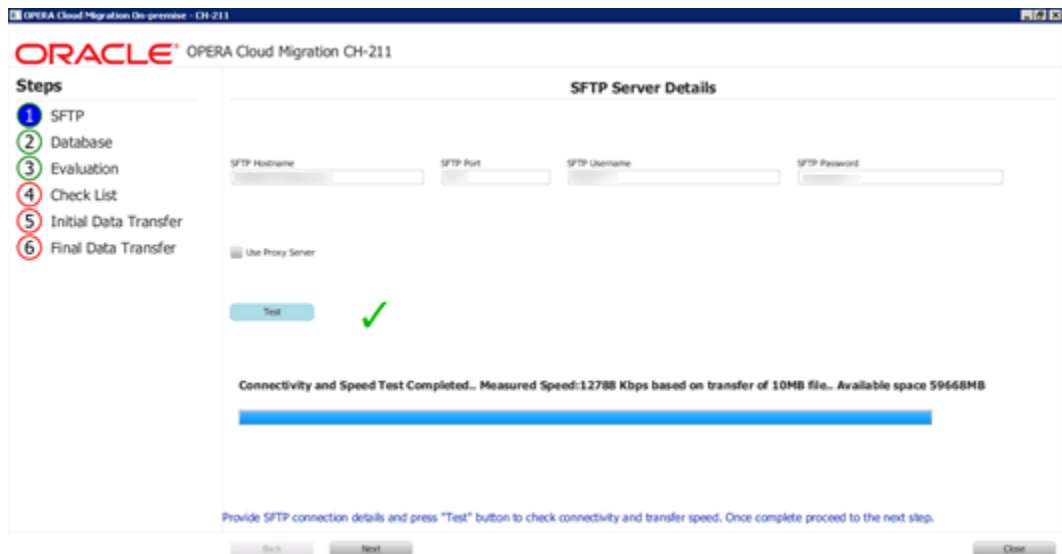 OPERA Cloud Migration On-premise - CH-211
ORACLE® OPERA Cloud Migration CH-211
Steps
1 SFTP
2 Database
3 Evaluation
4 Check List
5 Initial Data Transfer
6 Final Data Transfer
SFTP Server Details
SFTP Hostname SFTP Port SFTP Username SFTP Password
Use Proxy Server
Test
Connectivity and Speed Test Completed.. Measured Speed:12788 Kbps based on transfer of 10MB file.. Available space 59668MB
Provide SFTP connection details and press "Test" button to check connectivity and transfer speed. Once complete proceed to the next step.
Back Next Close